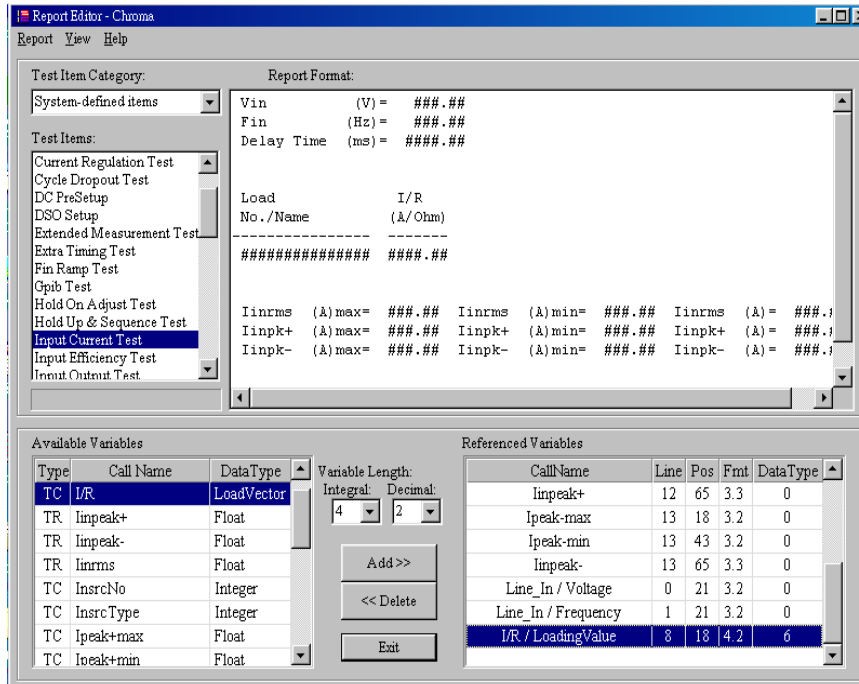 Report Editor - Chroma
Report View Help
Test Item Category:
System-defined items
Test Items:
Current Regulation Test
Cycle Dropout Test
DC PreSetup
DSO Setup
Extended Measurement Test
Extra Timing Test
Fin Ramp Test
Gpib Test
Hold On Adjust Test
Hold Up & Sequence Test
Input Current Test
Input Efficiency Test
Input Output Test
Report Format:
Vin (V)= ###.##
Fin (Hz)= ###.##
Delay Time (ms)= ####.##
Load I/R
No./Name (A/Ohm)
----------------- -------
############### ####.##
Iinrms (A)max= ###.## Iinrms (A)min= ###.## Iinrms (A)= ###.
Iinpk+ (A)max= ###.## Iinpk+ (A)min= ###.## Iinpk+ (A)= ###.
Iinpk- (A)max= ###.## Iinpk- (A)min= ###.## Iinpk- (A)= ###.
Available Variables
Type Call Name DataType
TC I/R LoadVector
TR Iinpeak+ Float
TR Iinpeak- Float
TR Iinrms Float
TC InsrcNo Integer
TC InsrcType Integer
TC Ipeak+max Float
TC Ipeak+min Float
Variable Length:
Integral: Decimal:
4 2
Add >>
<< Delete
Exit
Referenced Variables
CallName Line Pos Fmt DataType
Iinpeak+ 12 65 3.3 0
Ipeak-max 13 18 3.2 0
Ipeak-min 13 43 3.2 0
Iinpeak- 13 65 3.3 0
Line_In / Voltage 0 21 3.2 0
Line_In / Frequency 1 21 3.2 0
I/R / LoadingValue 8 18 4.2 6